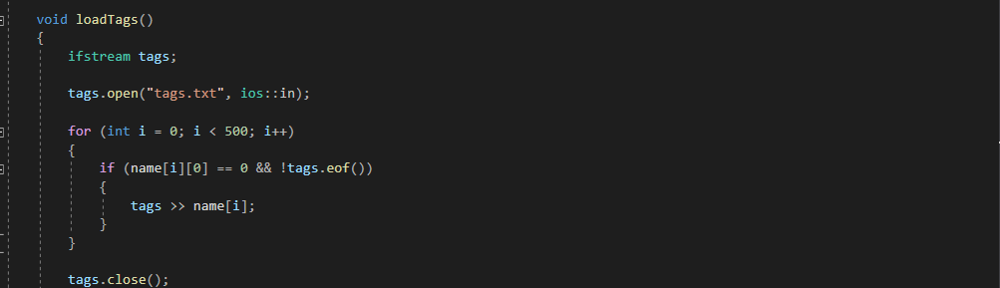 void loadTags()
{
ifstream tags;
tags.open("tags.txt", ios::in);
for (int i = 0; i < 500; i++)
{
if (name[i][0] == 0 && !tags.eof())
{
tags >> name[i];
}
}
tags.close();